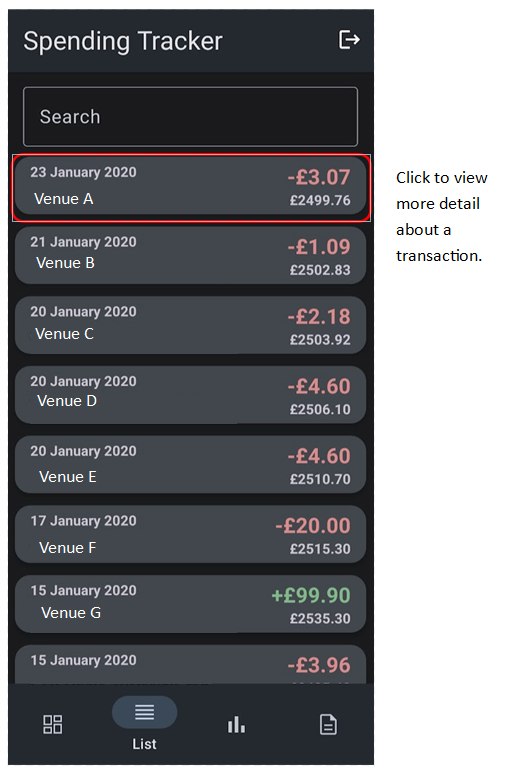 Spending Tracker
Search
23 January 2020
-£3.07
Venue A
£2499.76
21 January 2020
-£1.09
Venue B
£2502.83
20 January 2020
-£2.18
Venue C
£2503.92
20 January 2020
-£4.60
Venue D
£2506.10
20 January 2020
-£4.60
Venue E
£2510.70
17 January 2020
-£20.00
Venue F
£2515.30
15 January 2020
+£99.90
Venue G
£2535.30
15 January 2020
-£3.96
List
Click to view
more detail
about a
transaction.